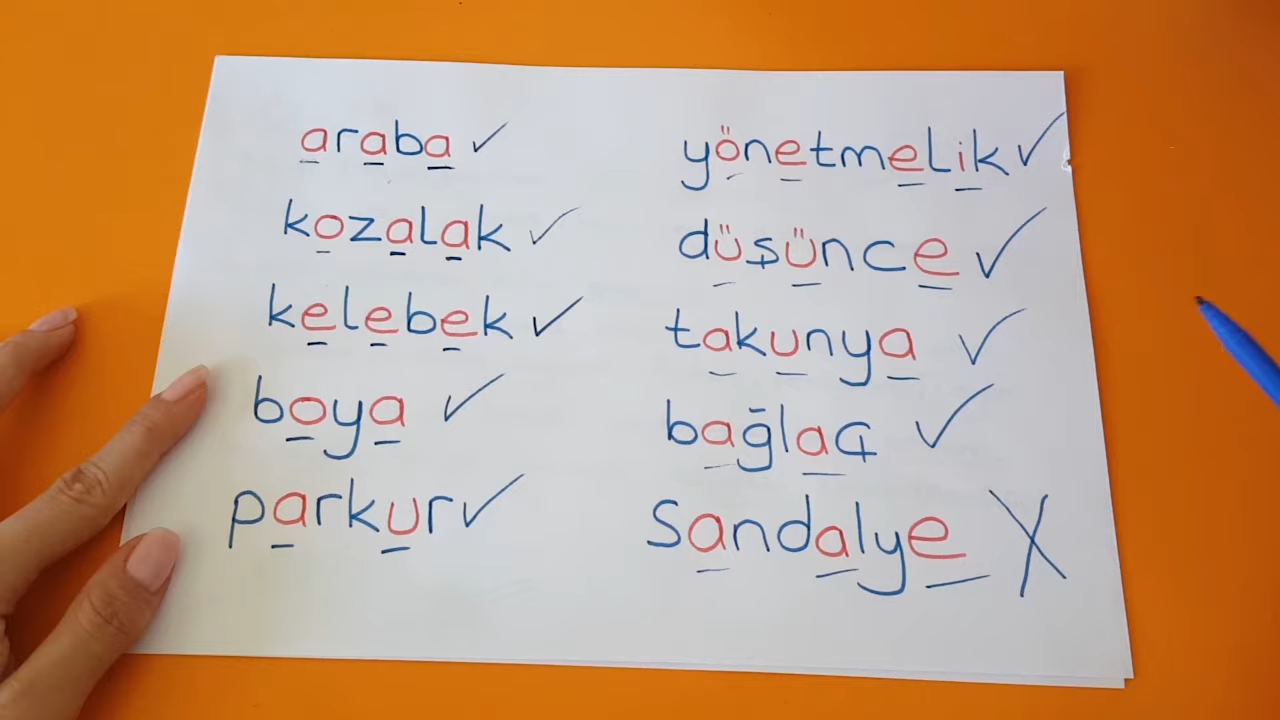 araba ✓
kozalak ✓
kelebek ✓
boya ✓
parkur ✓
yönetmelik ✓
düşünce ✓
takunya ✓
bağlaç ✓
Sandalye X